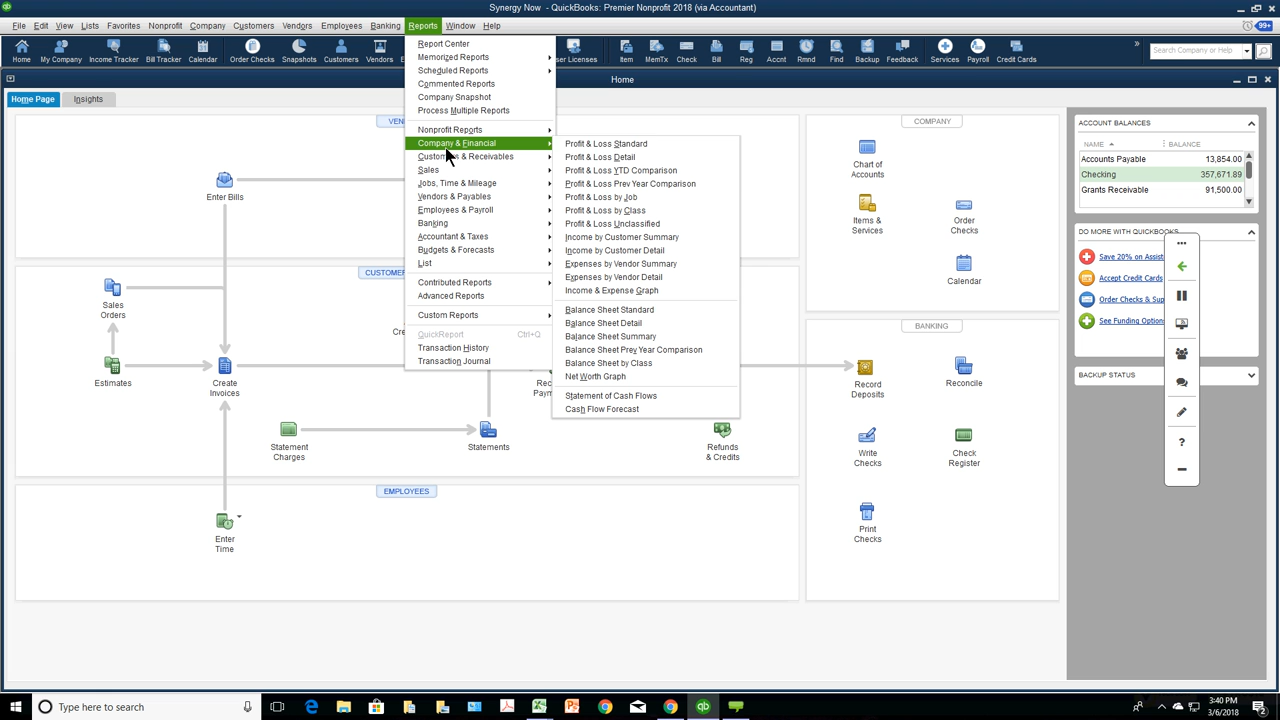 Synergy Now - QuickBooks: Premier Nonprofit 2018 (via Accountant)
File Edit View Lists Favorites Nonprofit Company Customers Vendors Employees Banking Reports Window Help
99+
Home My Company Income Tracker Bill Tracker Calendar Order Checks Snapshots Customers Vendors User Licenses Item MemTx Check Bill Reg Accnt Rmnd Find Backup Feedback Services Payroll Credit Cards
Search Company or Help
Home
Home Page Insights
Report Center
Memorized Reports
Scheduled Reports
Commented Reports
Company Snapshot
Process Multiple Reports
Nonprofit Reports
Company & Financial
Customers & Receivables
Sales
Jobs, Time & Mileage
Vendors & Payables
Employees & Payroll
Banking
Accountant & Taxes
Budgets & Forecasts
List
Contributed Reports
Advanced Reports
Custom Reports
QuickReport Ctrl+Q
Transaction History
Transaction Journal
Profit & Loss Standard
Profit & Loss Detail
Profit & Loss YTD Comparison
Profit & Loss Prev Year Comparison
Profit & Loss by Job
Profit & Loss by Class
Profit & Loss Unclassified
Income by Customer Summary
Income by Customer Detail
Expenses by Vendor Summary
Expenses by Vendor Detail
Income & Expense Graph
Balance Sheet Standard
Balance Sheet Detail
Balance Sheet Summary
Balance Sheet Prev Year Comparison
Balance Sheet by Class
Net Worth Graph
Statement of Cash Flows
Cash Flow Forecast
VEN
Enter Bills
CUSTOMER
Sales
Orders
Estimates
Create
Invoices
Statement
Charges
Statements
Refunds
& Credits
EMPLOYEES
Enter
Time
COMPANY
Chart of
Accounts
Items &
Services
Order
Checks
Calendar
BANKING
Record
Deposits
Reconcile
Write
Checks
Check
Register
Print
Checks
ACCOUNT BALANCES
NAME BALANCE
Accounts Payable 13,854.00
Checking 357,671.89
Grants Receivable 91,500.00
DO MORE WITH QUICKBOOKS
Save 20% on Assist
Accept Credit Cards
Order Checks & Sup
See Funding Option
BACKUP STATUS
Type here to search
3:40 PM
3/6/2018